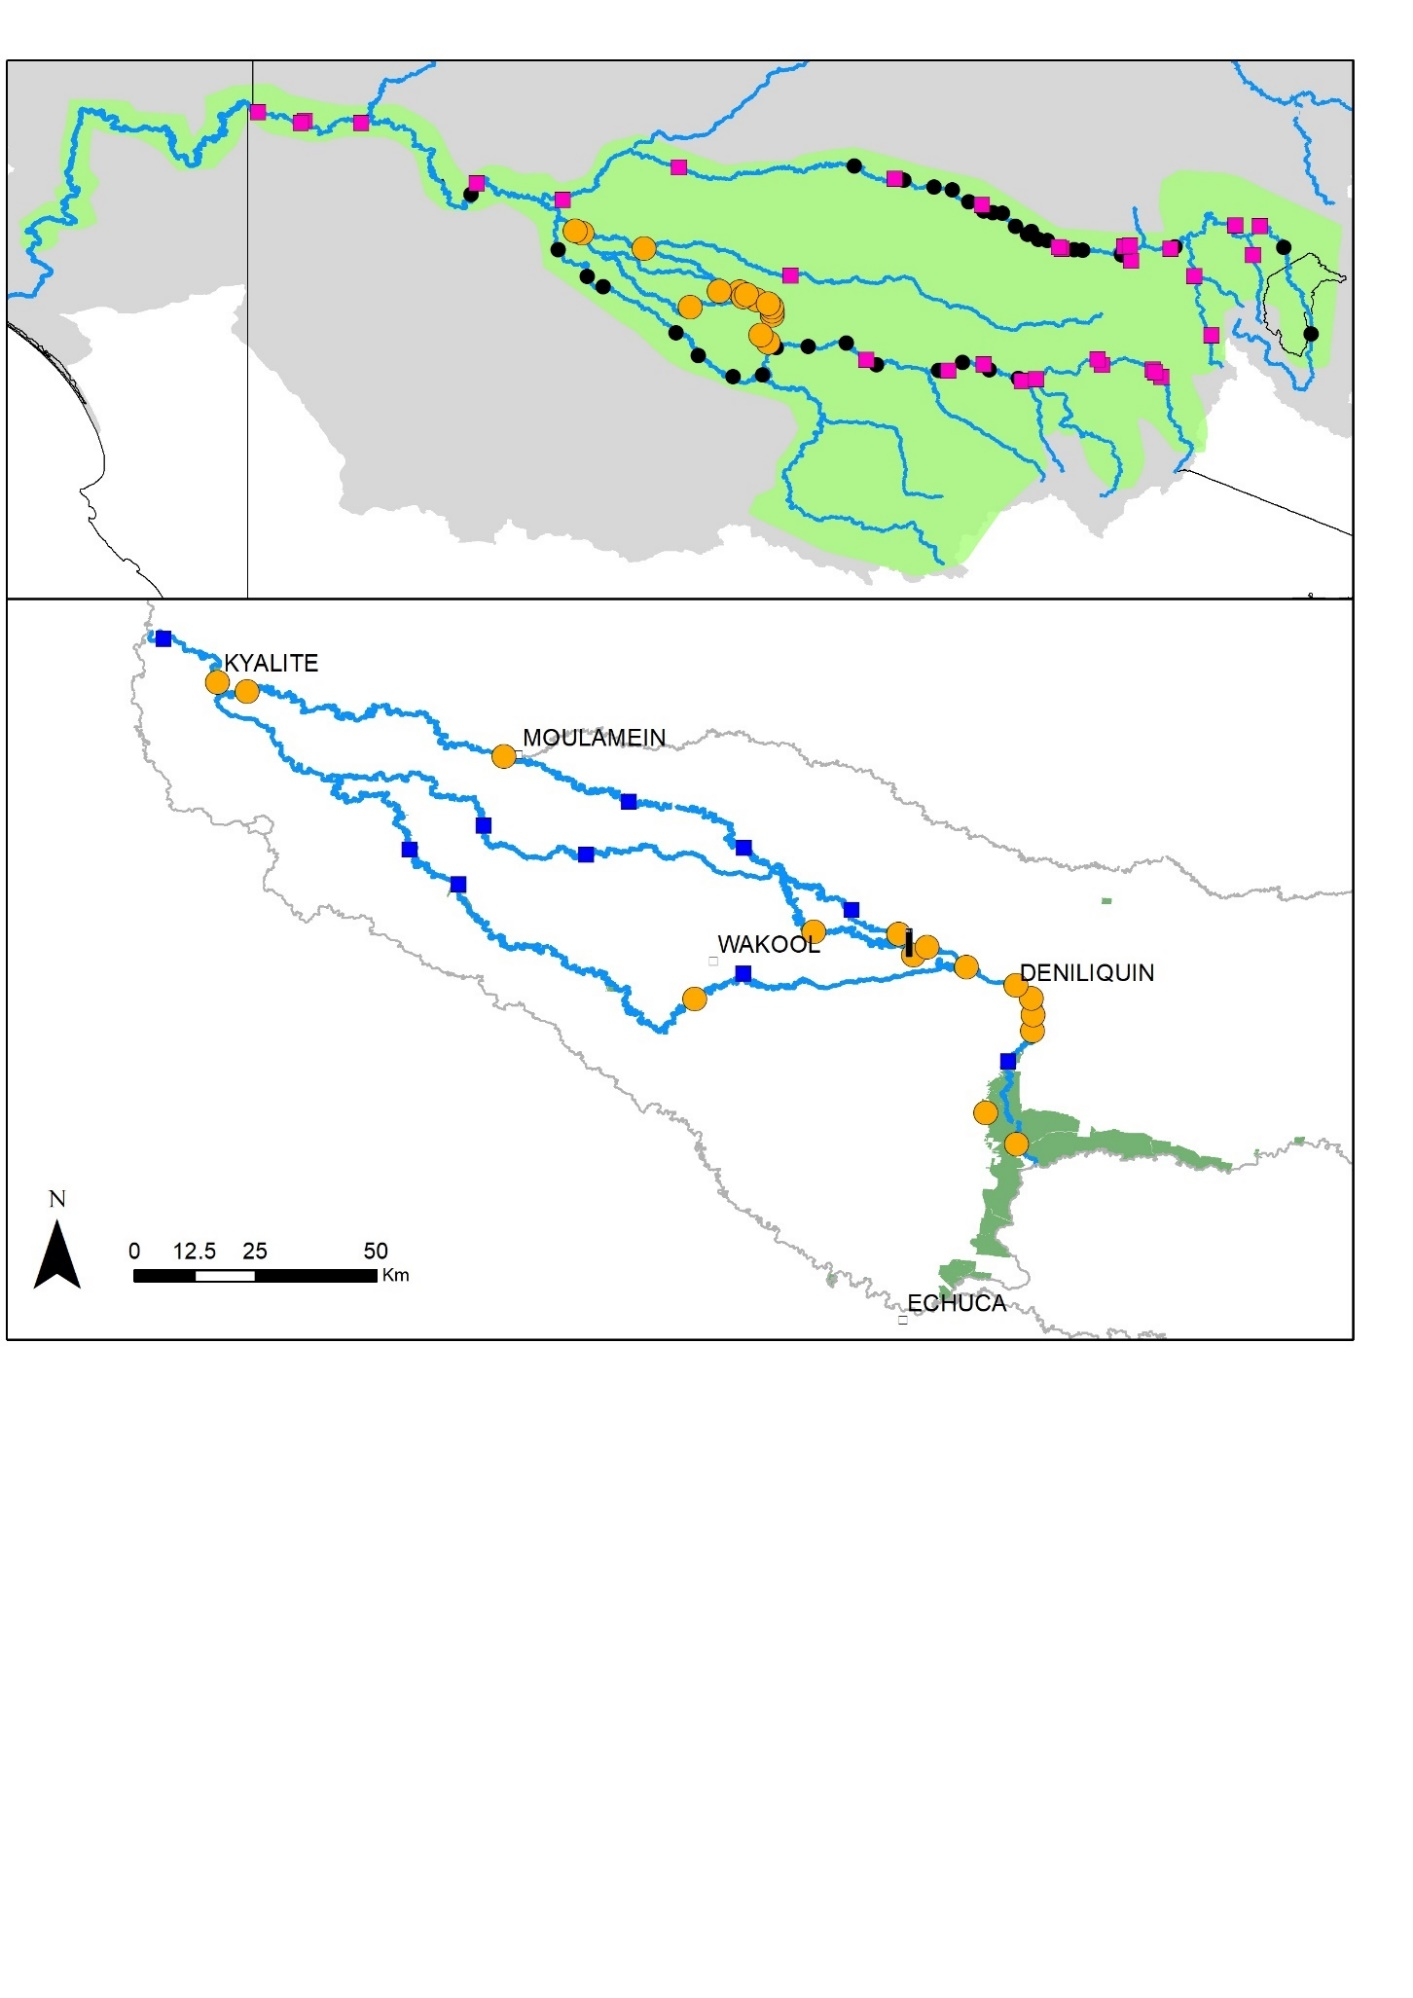 KYALITE
MOULAMEIN
WAKOOL
DENILIQUIN
N
0 12.5 25 50
Km
ECHUCA